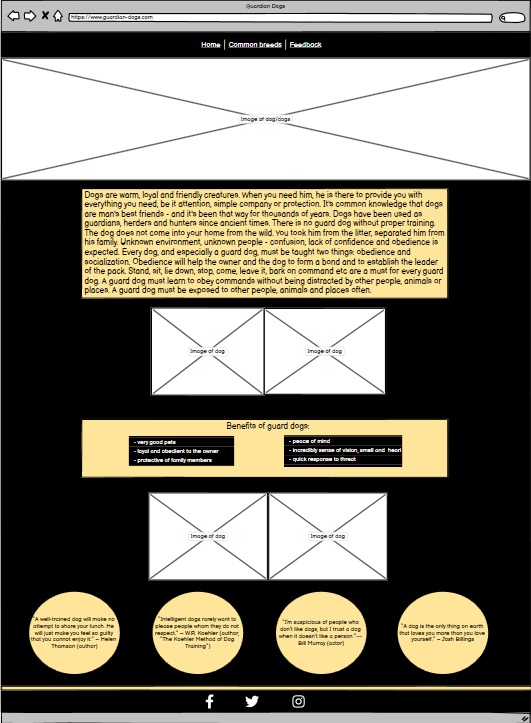 Guardian Dogs
https://www.guardian-dogs.com
Home | Common breeds | Feedback
Image of dog/dogs
Dogs are warm, loyal and friendly creatures. When you need him, he is there to provide you with
everything you need, be it attention, simple company or protection. It's common knowledge that dogs
are man's best friends - and it's been that way for thousands of years. Dogs have been used as
guardians, herders and hunters since ancient times. There is no guard dog without proper training.
The dog does not come into your home from the wild. You took him from the litter, separated him from
his family. Unknown environment, unknown people - confusion, lack of confidence and obedience is
expected. Every dog, and especially a guard dog, must be taught two things: obedience and
socialization. Obedience will help the owner and the dog to form a bond and to establish the leader
of the pack. Stand, sit, lie down, stop, come, leave it, bark on command etc are a must for every guard
dog. A guard dog must learn to obey commands without being distracted by other people, animals or
places. A guard dog must be exposed to other people, animals and places often.
Image of dog
Image of dog
Benefits of guard dogs:
- very good pets
- loyal and obedient to the owner
- protective of family members
- peace of mind
- incredibly sense of vision, smell and heari
- quick response to threat
Image of dog
Image of dog
"A well-trained dog will make no
attempt to share your lunch. He
will just make you feel so guilty
that you cannot enjoy it." – Helen
Thomson (author)
"Intelligent dogs rarely want to
please people whom they do not
respect." – W.R. Koehler (author,
"The Koehler Method of Dog
Training")
"I'm suspicious of people who
don't like dogs, but I trust a dog
when it doesn't like a person."―
Bill Murray (actor)
"A dog is the only thing on earth
that loves you more than you love
yourself." – Josh Billings